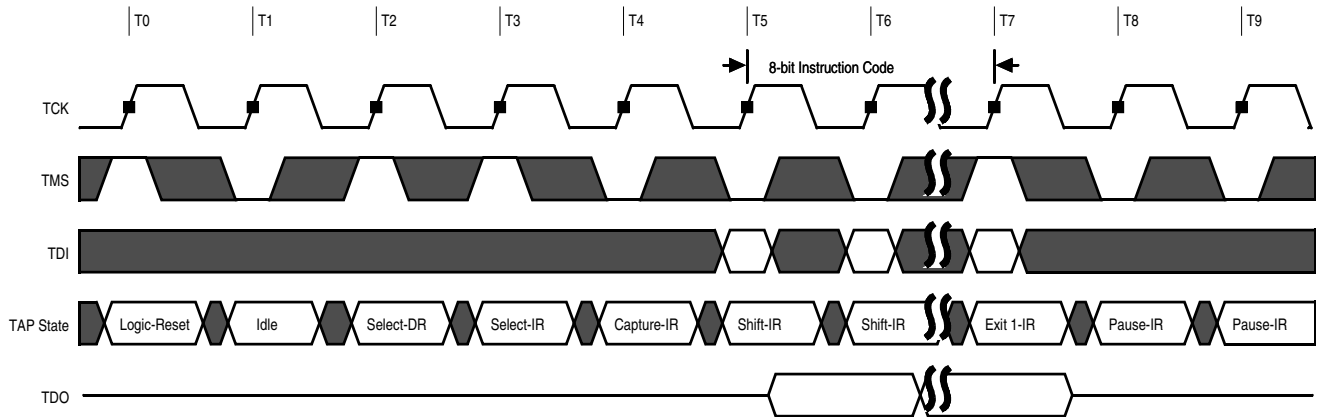 T0 T1 T2 T3 T4 T5 T6 T7 T8 T9
8-bit Instruction Code
TCK
TMS
TDI
TAP State Logic-Reset Idle Select-DR Select-IR Capture-IR Shift-IR Shift-IR Exit 1-IR Pause-IR Pause-IR
TDO